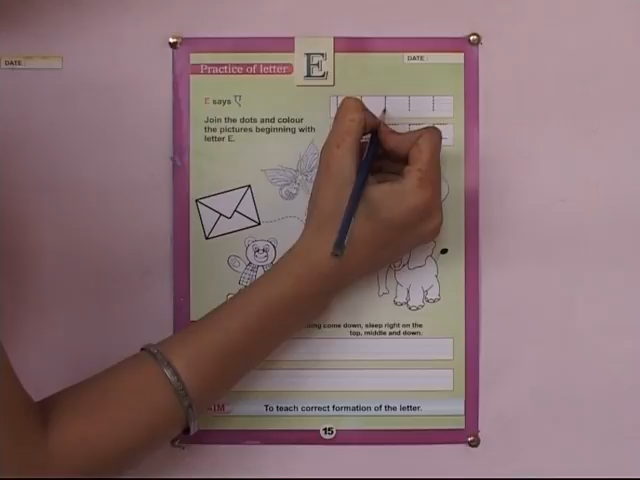 DATE :
Practice of letter E
DATE :
E says ए
Join the dots and colour
the pictures beginning with
letter E.
come down, sleep right on the
top, middle and down.
AIM
To teach correct formation of the letter.
15